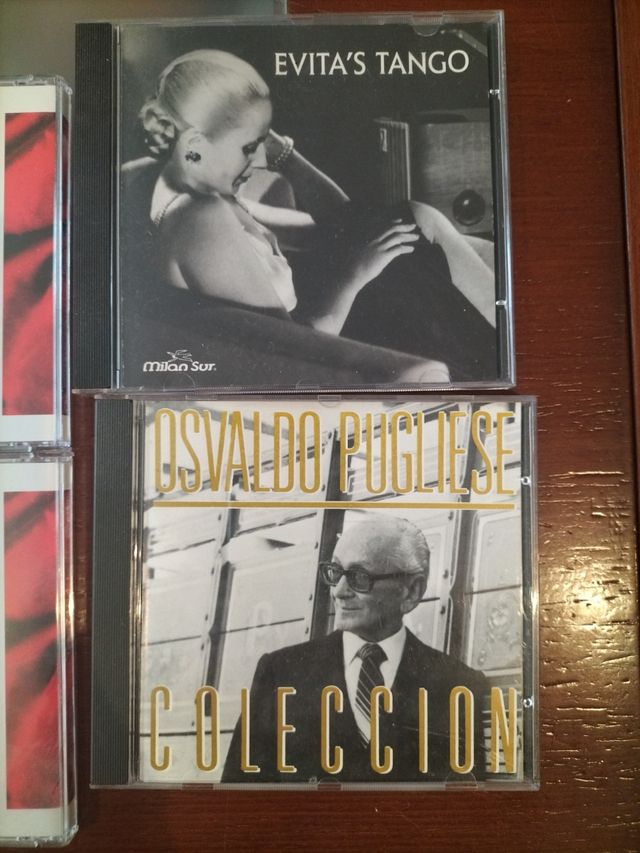 EVITA'S TANGO
Milan Sur
OSVALDO PUGLIESE
COLECCION